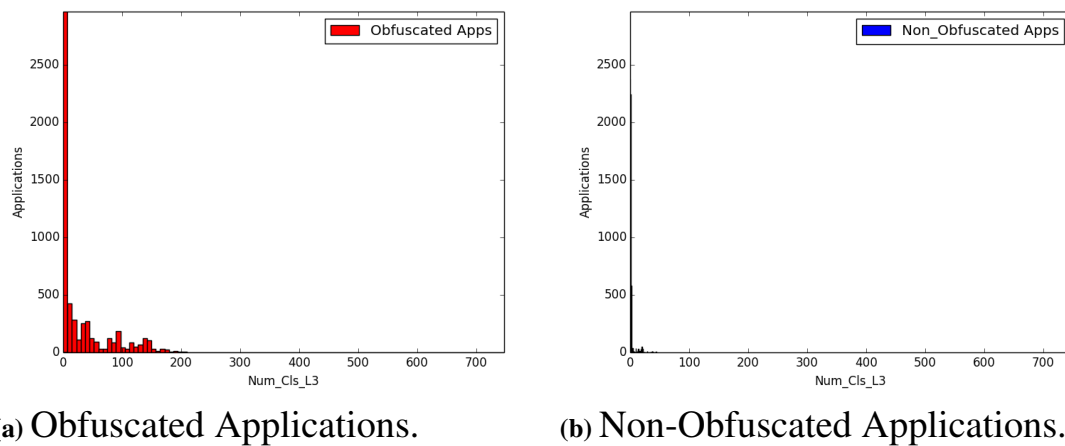 Obfuscated Apps
2500
2000
1500
1000
500
0
Applications
0 100 200 300 400 500 600 700
Num_Cls_L3
a) Obfuscated Applications.
Non_Obfuscated Apps
2500
2000
1500
1000
500
0
Applications
0 100 200 300 400 500 600 700
Num_Cls_L3
(b) Non-Obfuscated Applications.